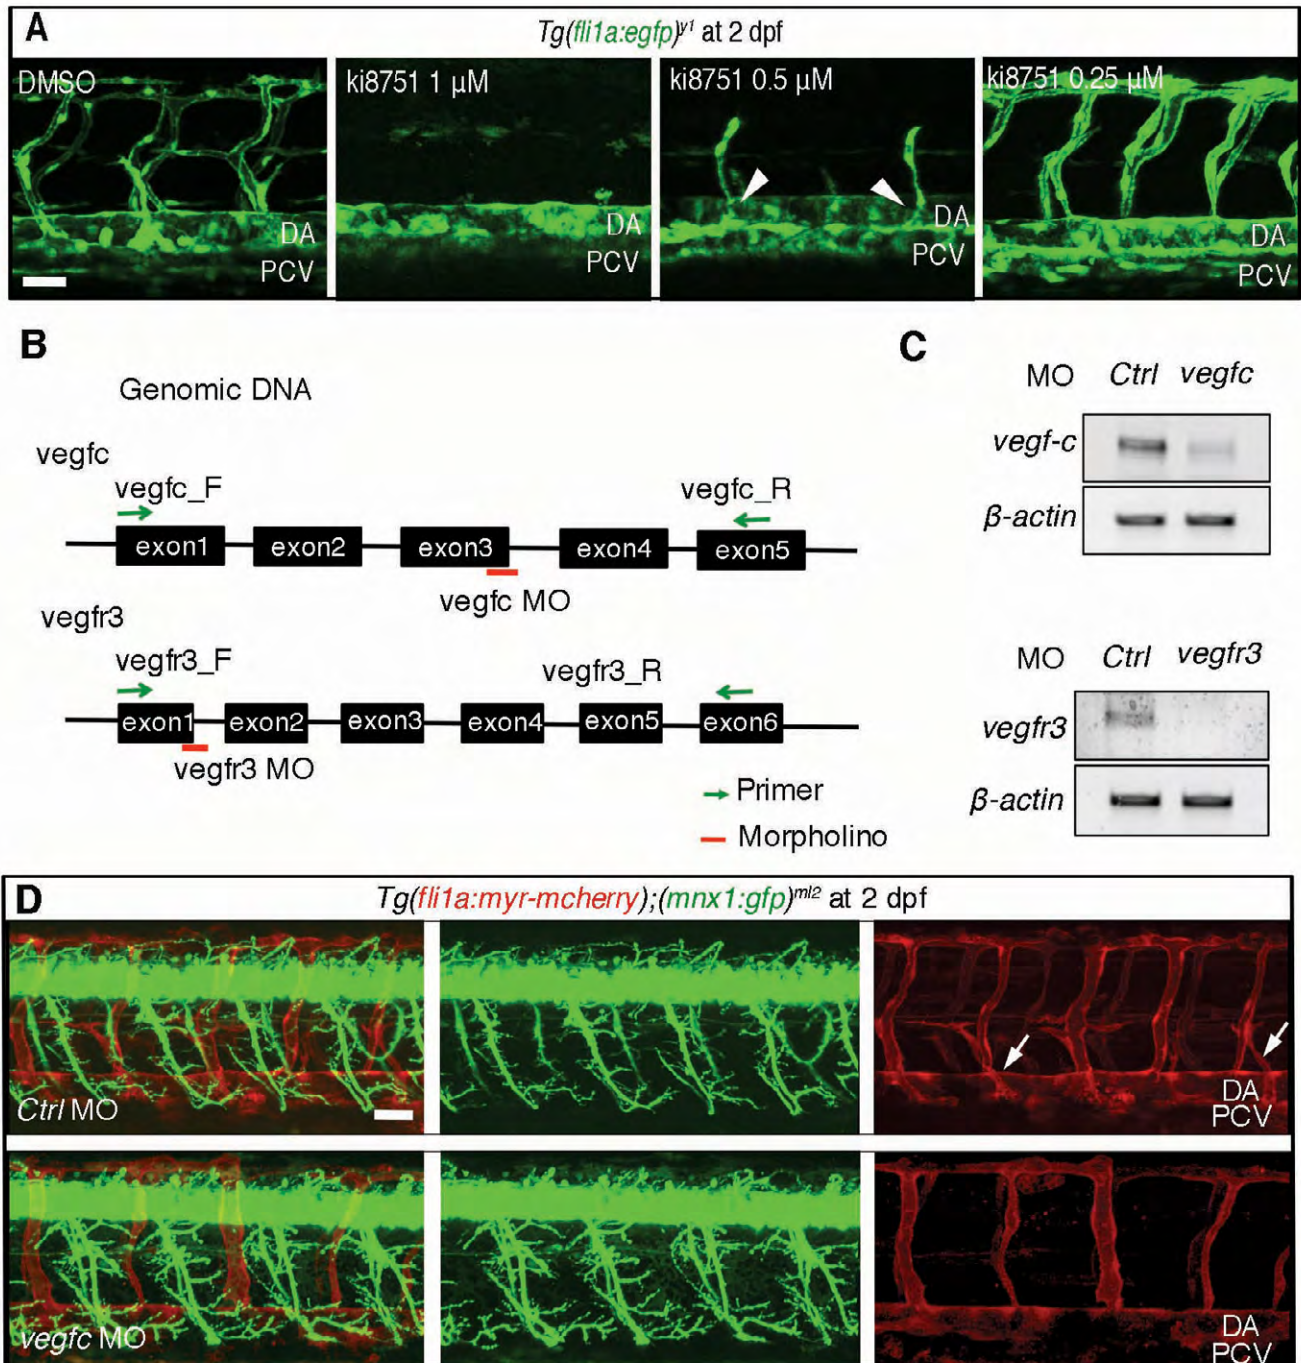 A
Tg(fli1a:egfp)y1 at 2 dpf
DMSO
ki8751 1 µM
ki8751 0.5 µM
ki8751 0.25 µM
DA
PCV
DA
PCV
DA
PCV
DA
PCV
B
Genomic DNA
vegfc
vegfc_F
vegfc_R
exon1
exon2
exon3
exon4
exon5
vegfc MO
vegfr3
vegfr3_F
vegfr3_R
exon1
exon2
exon3
exon4
exon5
exon6
vegfr3 MO
Primer
Morpholino
C
MO Ctrl vegfc
vegf-c
β-actin
MO Ctrl vegfr3
vegfr3
β-actin
D
Tg(fli1a:myr-mcherry);(mnx1:gfp)ml2 at 2 dpf
Ctrl MO
DA
PCV
vegfc MO
DA
PCV